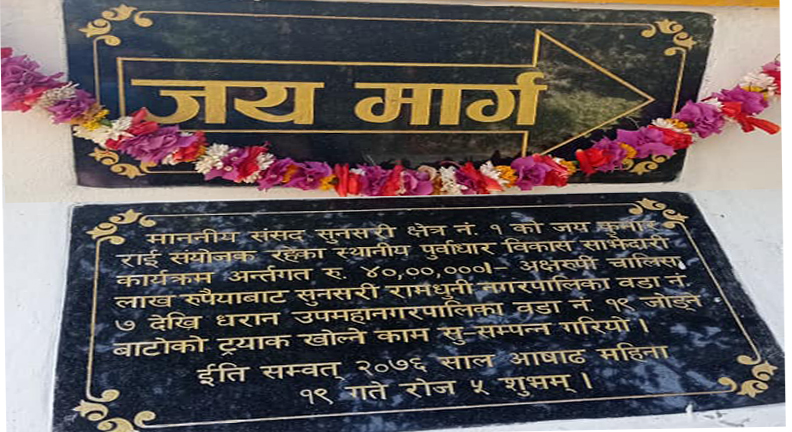 जय मार्ग
माननीय संसद सुनसरी क्षेत्र नं. १ को जय कुमार
राई संयोजक रहेको स्थानीय पुर्वाधार विकास साझेदारी
कार्यक्रम अर्न्तगत रु. ४०,००,०००।– अक्षरुपी चालिस
लाख रुपैयाबाट सुनसरी रामधुनी नगरपालिका वडा नं.
७ देखि धरान उपमहानगरपालिका वडा नं. १९ जोड्ने
बाटोको ट्रयाक खोल्ने काम सु-सम्पन्न गरियो ।
ईति सम्वत् २०७६ साल आषाढ महिना
१९ गते रोज ५ शुभम् ।